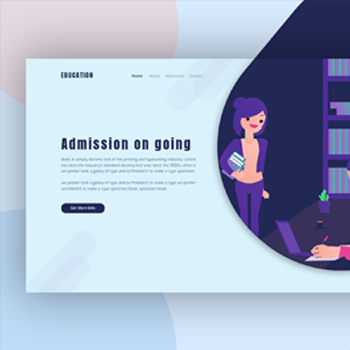 EDUCATION
Home About Admission Contact
Admission on going
Book is simply dummy text of the printing and typesetting industry. Lorem
has been the industry's standard dummy text ever since the 1500s, when a
an printer took a galley of type and scrambled it to make a type specimen
an printer took a galley of type and scrambled it to make a type an printer
scrambled it to make a type specimen book. specimen book
Get More Info